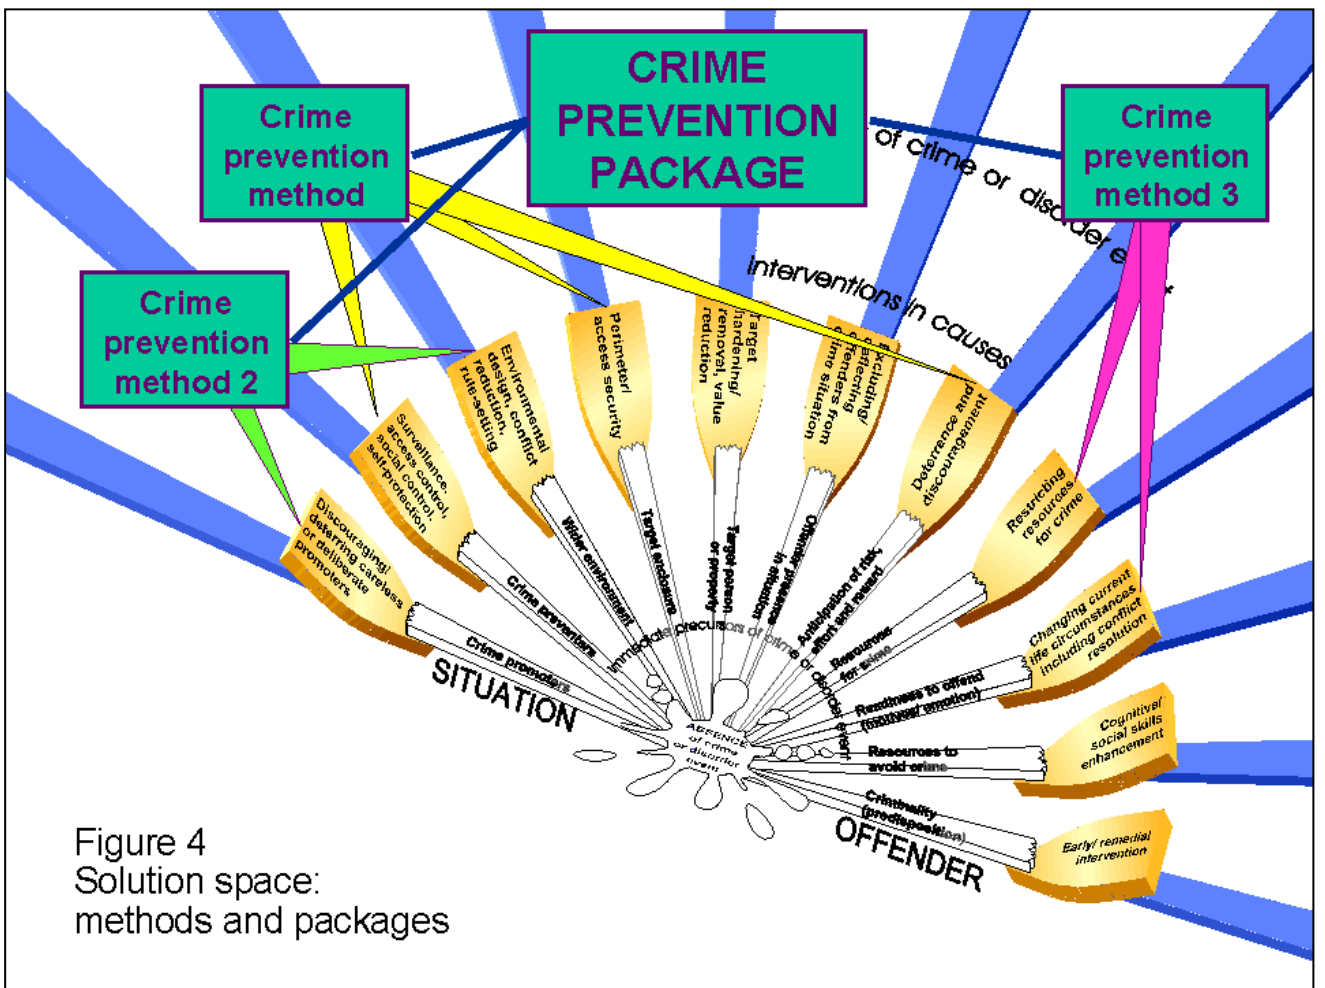 CRIME
PREVENTION
PACKAGE
Crime
prevention
method
Crime
prevention
method 3
Crime
prevention
method 2
of crime or disorder e
interventions in causes
Discouraging/
deterring careless
or deliberate
promoters
Surveillance,
access control,
social control,
self-protection
Environmental
design, conflict
reduction,
rule-setting
Perimeter/
access security
Target
hardening/
removal, value
reduction
Excluding/
deflecting
offenders from
crime situation
Deterrence and
discouragement
Restricting
resources
for crime
Changing current
life circumstances
including conflict
resolution
Cognitive/
social skills
enhancement
Early/ remedial
intervention
Crime promoters
Crime preventers
Wider environment
Target enclosure
Target person
or property
Offender presence
in situation
Anticipation of risk,
effort and reward
Resources
for crime
Readiness to offend
(motives/ emotion)
Resources to
avoid crime
Criminality
(predisposition)
Immediate precursors of crime or disorder event
ABSENCE
of crime
or disorder
event
SITUATION
OFFENDER
Figure 4
Solution space:
methods and packages